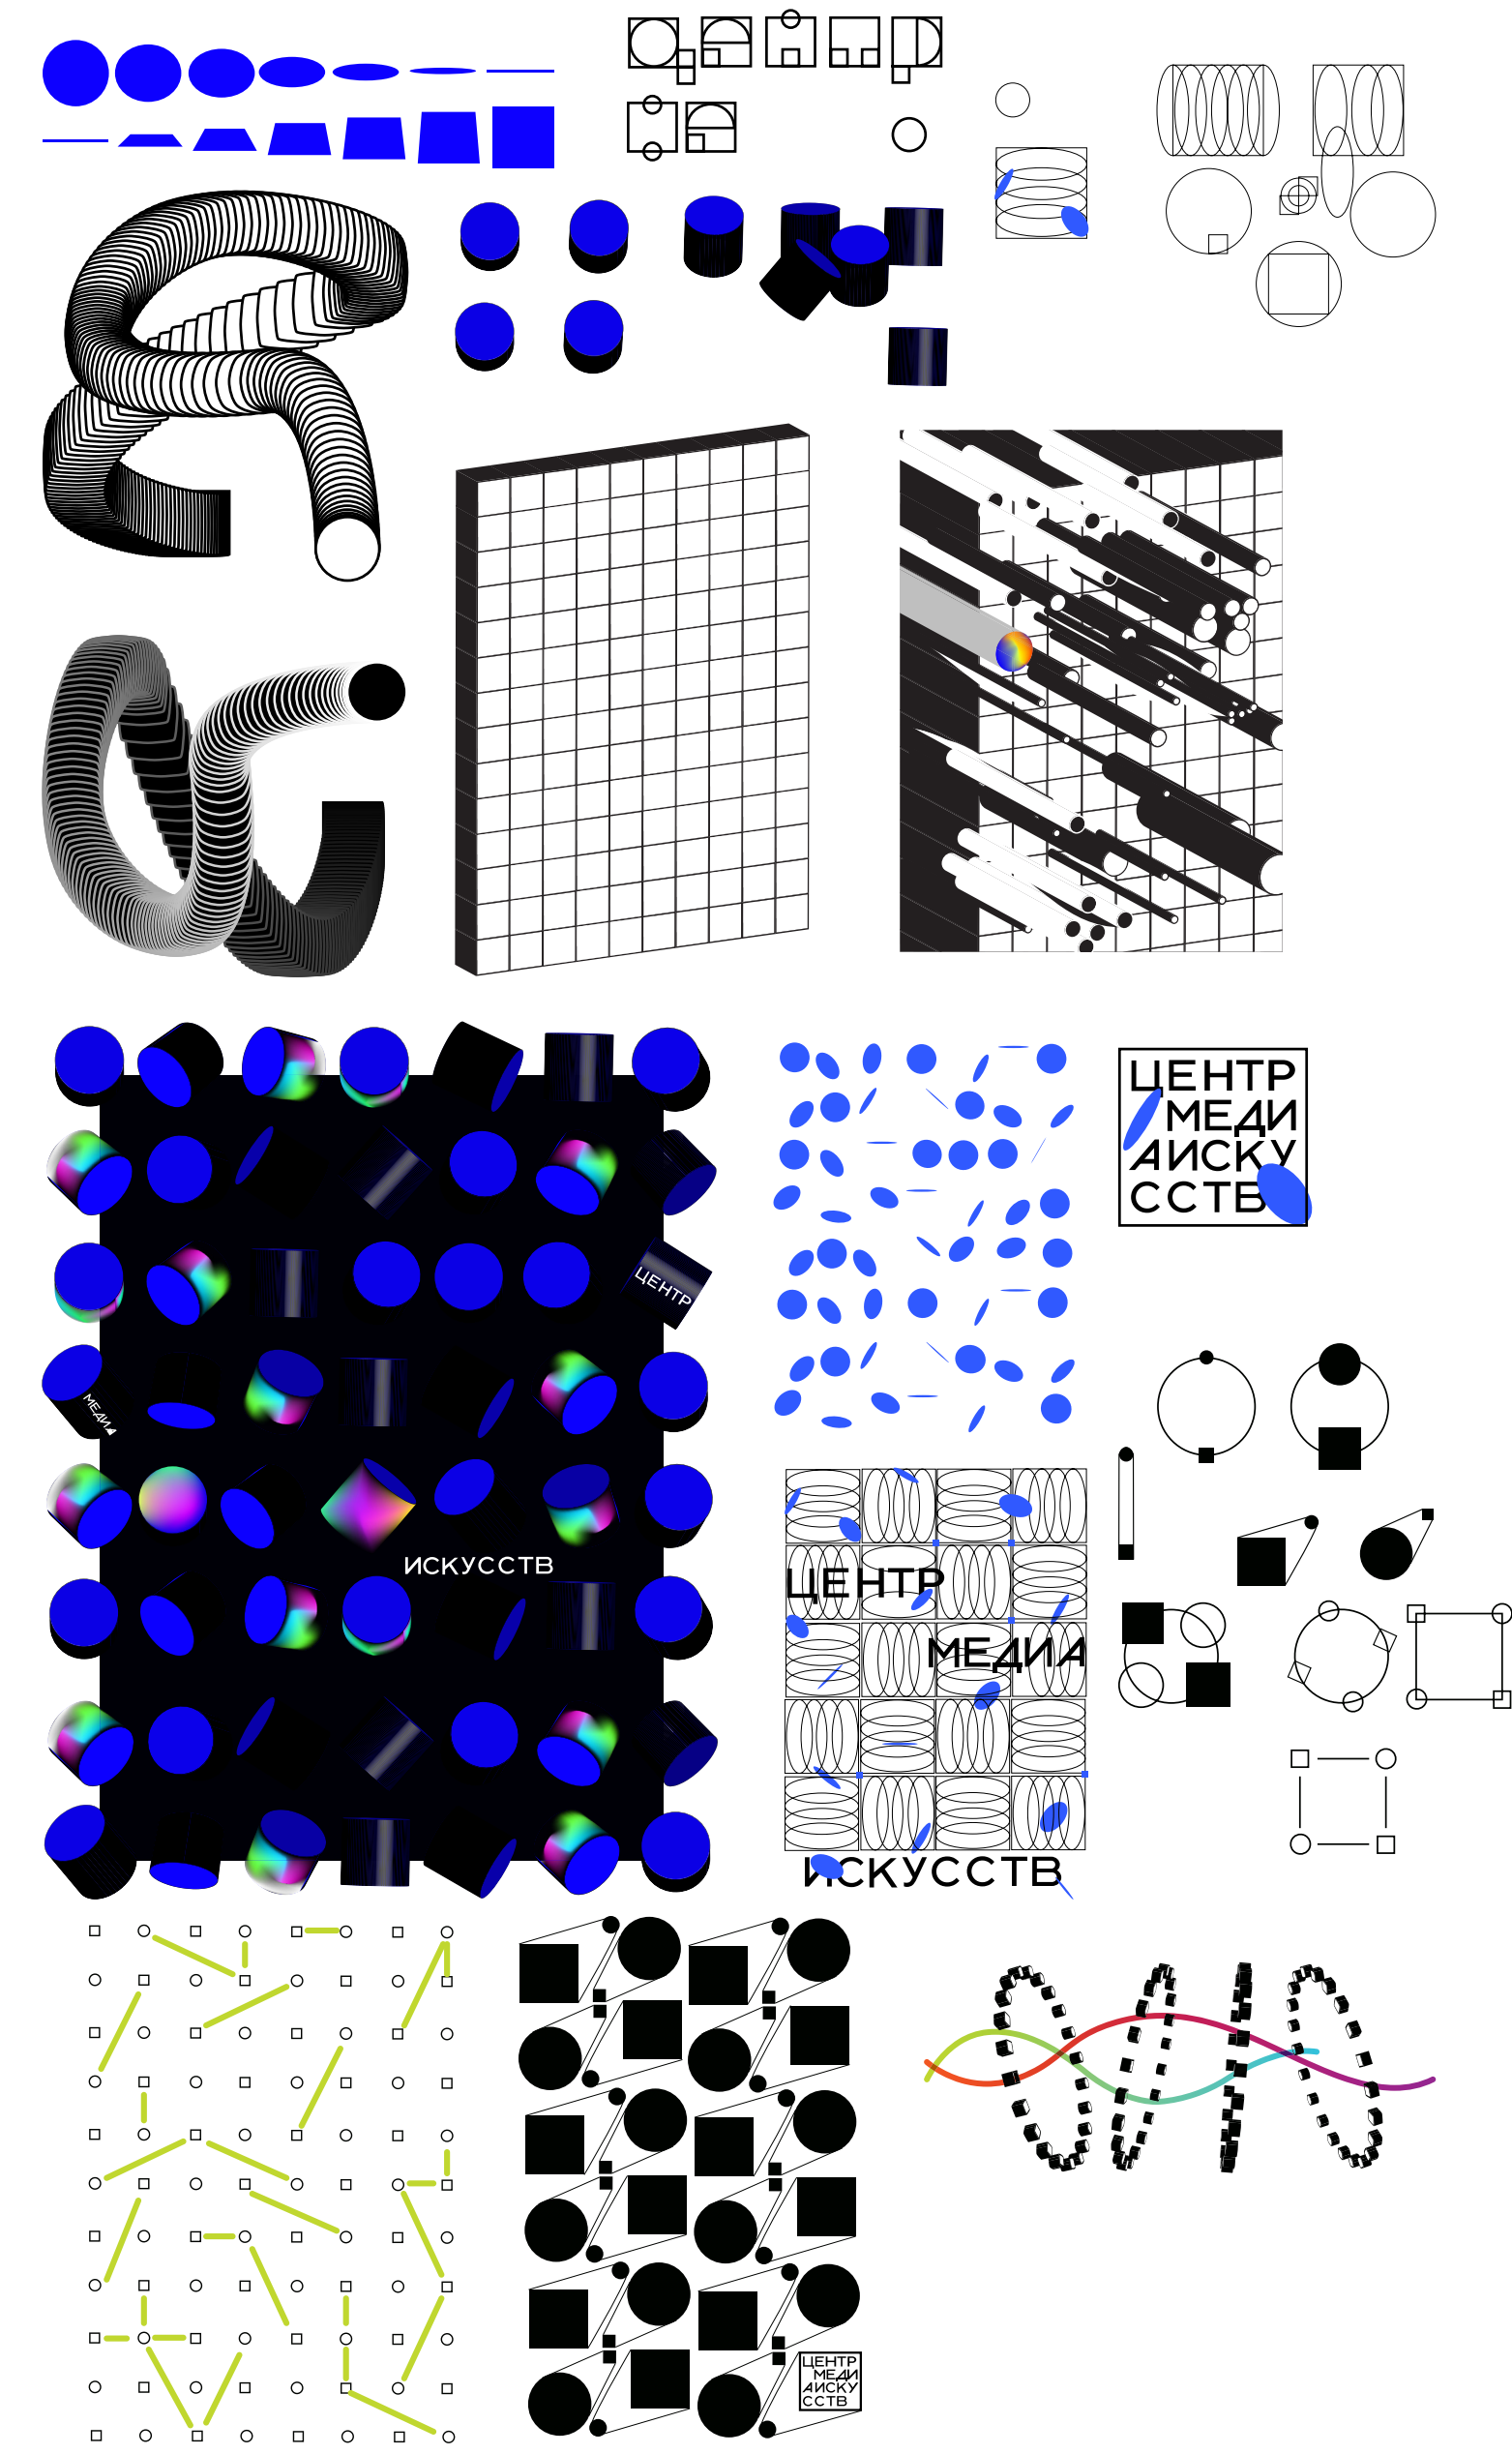 ЦЕНТР
МЕДИ
АИСКУ
ССТВ
ЦЕНТР
МЕДИА
ИСКУССТВ
ЦЕНТР
МЕДИА
ИСКУССТВ
ЦЕНТР
МЕДИ
АИСКУ
ССТВ